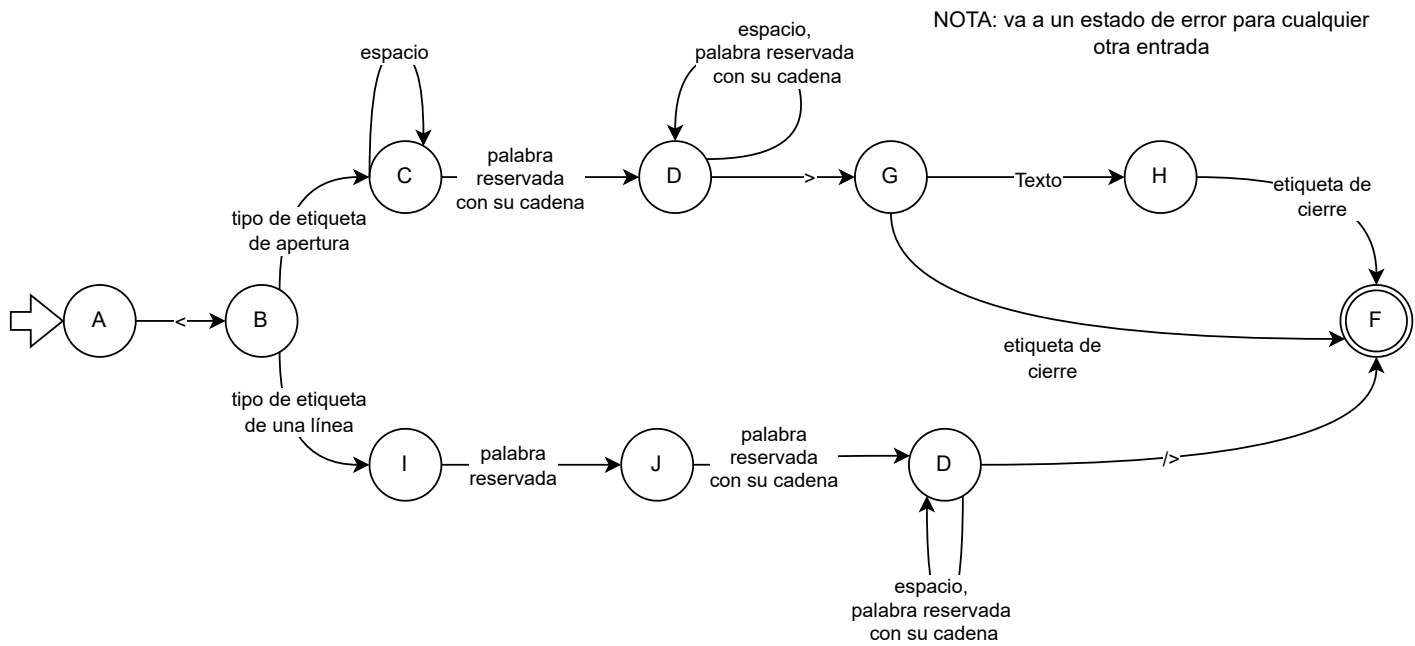 NOTA: va a un estado de error para cualquier
otra entrada
espacio
espacio,
palabra reservada
con su cadena
C
palabra
reservada
con su cadena
D
>
G
Texto
H
etiqueta de
cierre
tipo de etiqueta
de apertura
A
<
B
F
etiqueta de
cierre
tipo de etiqueta
de una línea
I
palabra
reservada
J
palabra
reservada
con su cadena
D
/>
espacio,
palabra reservada
con su cadena